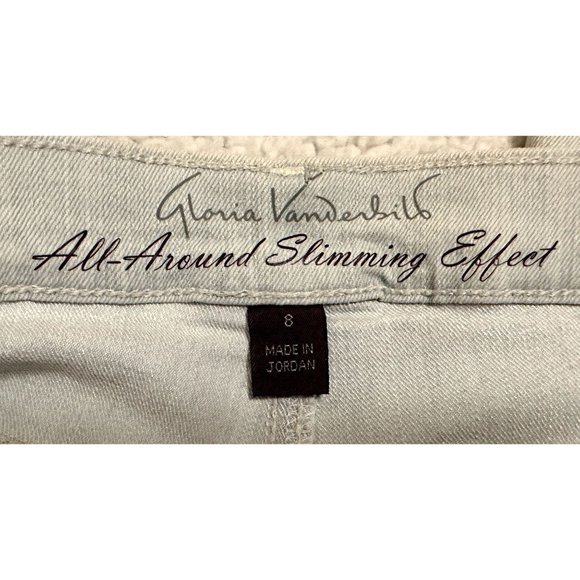 Gloria Vanderbilt
All-Around Slimming Effect
8
MADE IN
JORDAN